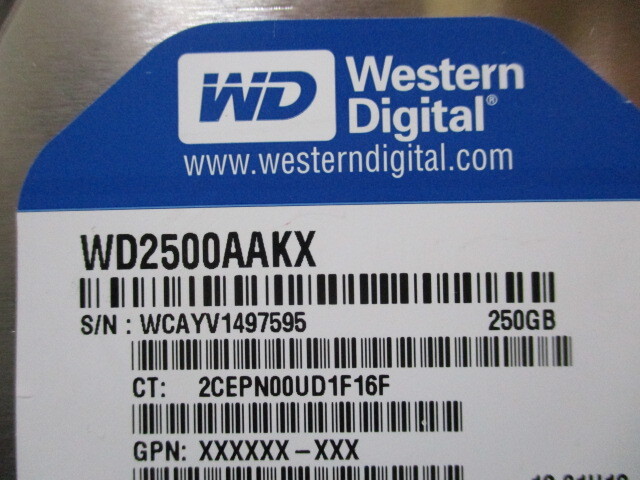 WD
Western
Digital®
www.westerndigital.com
WD2500AAKX
S/N : WCAYV1497595 250GB
CT: 2CEPN00UD1F16F
GPN: XXXXXX-XXX